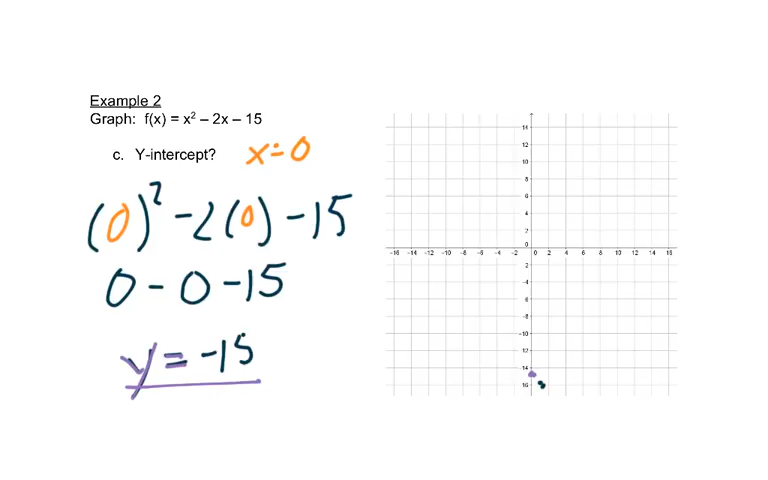 Example 2
Graph: f(x) = x² – 2x – 15
c. Y-intercept? x = 0
(0)² - 2(0) - 15
0 - 0 - 15
y = -15
14
12
10
8
6
4
2
0
-16 -14 -12 -10 -8 -6 -4 -2 0 2 4 6 8 10 12 14 16
2
-4
-6
-8
-10
12
14
16